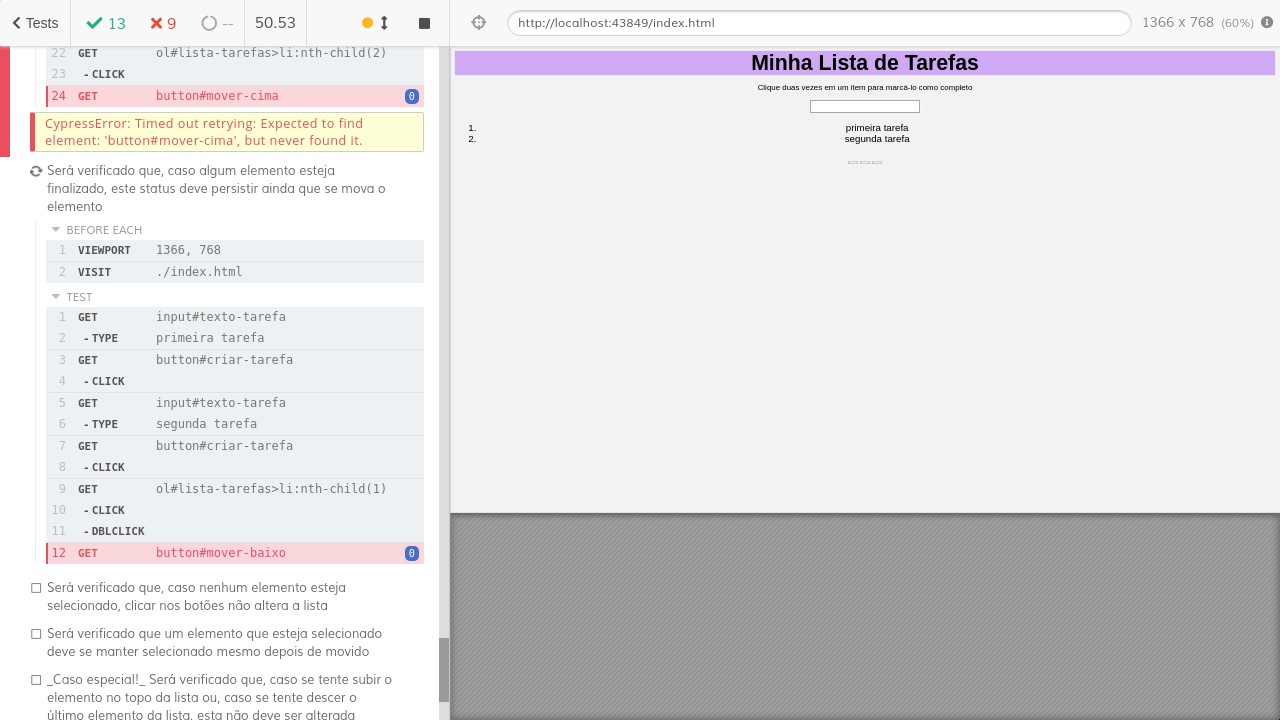 Tests 13 9 -- 50.53
http://localhost:43849/index.html 1366 x 768 (60%)
22 GET ol#lista-tarefas>li:nth-child(2)
23 -CLICK
24 GET button#mover-cima 0
CypressError: Timed out retrying: Expected to find
element: 'button#mover-cima', but never found it.
Será verificado que, caso algum elemento esteja
finalizado, este status deve persistir ainda que se mova o
elemento
BEFORE EACH
1 VIEWPORT 1366, 768
2 VISIT ./index.html
TEST
1 GET input#texto-tarefa
2 -TYPE primeira tarefa
3 GET button#criar-tarefa
4 -CLICK
5 GET input#texto-tarefa
6 -TYPE segunda tarefa
7 GET button#criar-tarefa
8 -CLICK
9 GET ol#lista-tarefas>li:nth-child(1)
10 -CLICK
11 -DBLCLICK
12 GET button#mover-baixo 0
Será verificado que, caso nenhum elemento esteja
selecionado, clicar nos botões não altera a lista
Será verificado que um elemento que esteja selecionado
deve se manter selecionado mesmo depois de movido
_Caso especial!_ Será verificado que, caso se tente subir o
elemento no topo da lista ou, caso se tente descer o
último elemento da lista, esta não deve ser alterada
Minha Lista de Tarefas
Clique duas vezes em um item para marcá-lo como completo
1. primeira tarefa
2. segunda tarefa